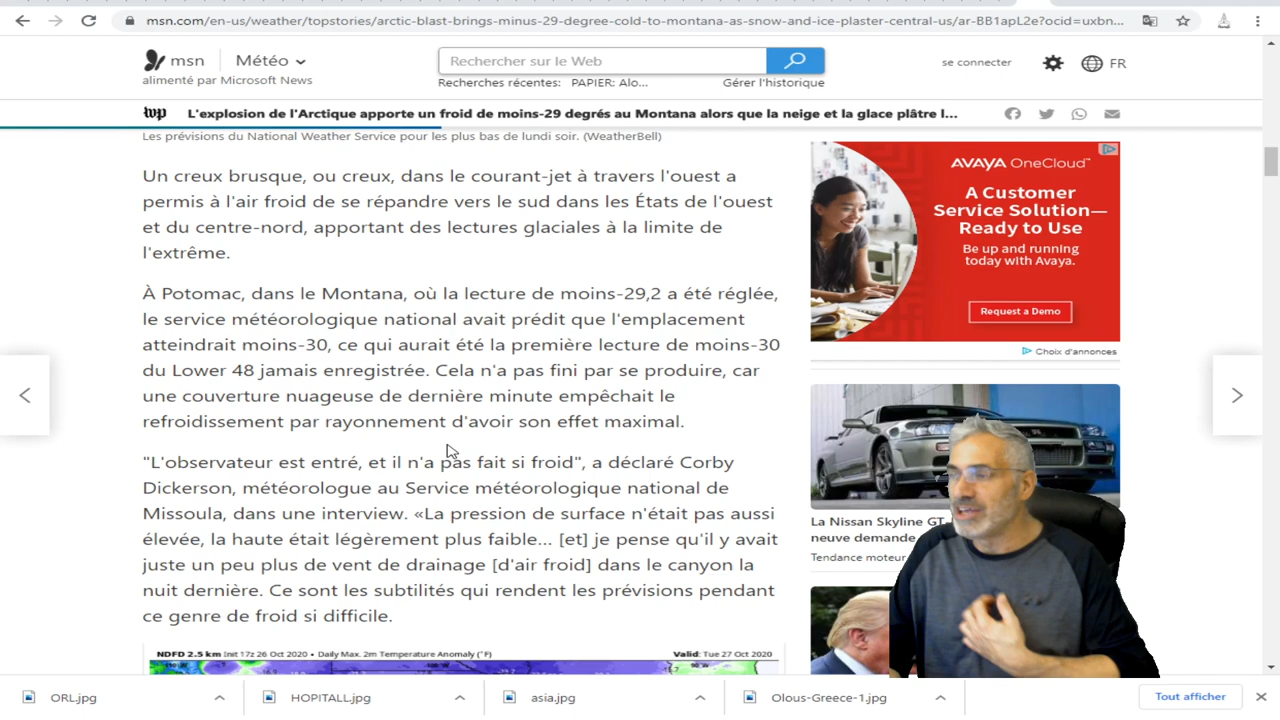 msn.com/en-us/weather/topstories/arctic-blast-brings-minus-29-degree-cold-to-montana-as-snow-and-ice-plaster-central-us/ar-BB1apL2e?ocid=uxbn...
msn Météo
Rechercher sur le Web
se connecter
FR
alimenté par Microsoft News
Recherches récentes: PAPIER: Alo...
Gérer l'historique
wp L'explosion de l'Arctique apporte un froid de moins-29 degrés au Montana alors que la neige et la glace plâtre l...
Les prévisions du National Weather Service pour les plus bas de lundi soir. (WeatherBell)
Un creux brusque, ou creux, dans le courant-jet à travers l'ouest a
permis à l'air froid de se répandre vers le sud dans les États de l'ouest
et du centre-nord, apportant des lectures glaciales à la limite de
l'extrême.
À Potomac, dans le Montana, où la lecture de moins-29,2 a été réglée,
le service météorologique national avait prédit que l'emplacement
atteindrait moins-30, ce qui aurait été la première lecture de moins-30
du Lower 48 jamais enregistrée. Cela n'a pas fini par se produire, car
une couverture nuageuse de dernière minute empêchait le
refroidissement par rayonnement d'avoir son effet maximal.
"L'observateur est entré, et il n'a pas fait si froid", a déclaré Corby
Dickerson, météorologue au Service météorologique national de
Missoula, dans une interview. «La pression de surface n'était pas aussi
élevée, la haute était légèrement plus faible... [et] je pense qu'il y avait
juste un peu plus de vent de drainage [d'air froid] dans le canyon la
nuit dernière. Ce sont les subtilités qui rendent les prévisions pendant
ce genre de froid si difficile.
NDFD 2.5 km Init 17z 26 Oct 2020 • Daily Max. 2m Temperature Anomaly (°F)
Valid: Tue 27 Oct 2020
AVAYA OneCloud™
A Customer
Service Solution—
Ready to Use
Be up and running
today with Avaya.
Request a Demo
Choix d'annonces
La Nissan Skyline GT
neuve demande
Tendance moteur
ORL.jpg
HOPITALL.jpg
asia.jpg
Olous-Greece-1.jpg
Tout afficher